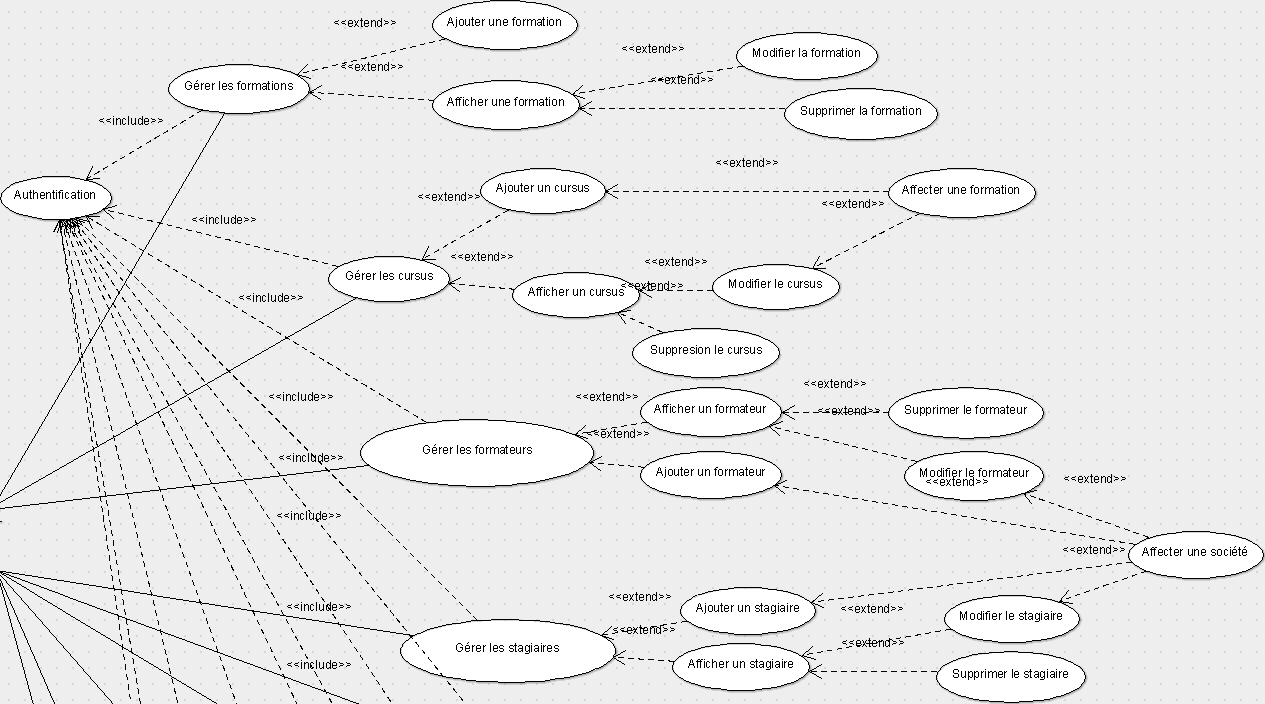 <<extend>>
Ajouter une formation
<<extend>>
Modifier la formation
<<extend>>
<<extend>>
Gérer les formations
Afficher une formation
Supprimer la formation
<<include>>
<<extend>>
Authentification
Ajouter un cursus
Affecter une formation
<<extend>>
<<extend>>
<<include>>
<<extend>>
<<extend>>
Gérer les cursus
Afficher un cursus
<<extend>>
Modifier le cursus
<<include>>
Suppresion le cursus
<<extend>>
<<include>>
<<extend>>
Afficher un formateur
<<extend>>
Supprimer le formateur
<<extend>>
Gérer les formateurs
<<include>>
Ajouter un formateur
Modifier le formateur
<<extend>>
<<extend>>
<<include>>
<<extend>>
Affecter une société
<<extend>>
<<include>>
Ajouter un stagiaire
<<extend>>
Modifier le stagiaire
<<extend>>
<<extend>>
Gérer les stagiaires
<<include>>
Afficher un stagiaire
Supprimer le stagiaire